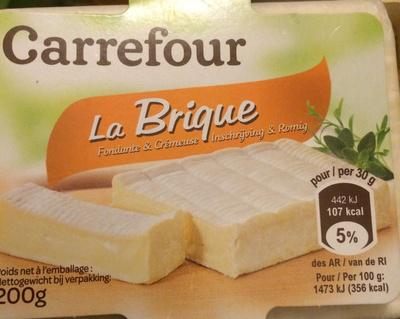 Carrefour
La Brique
Fondante & Crémeuse Inschrijving & Romig
pour / per 30 g
442 kJ
107 kcal
5%
des AR / van de RI
Pour / Per 100 g:
1473 kJ (356 kcal)
Poids net à l'emballage :
Nettogewicht bij verpakking:
200g